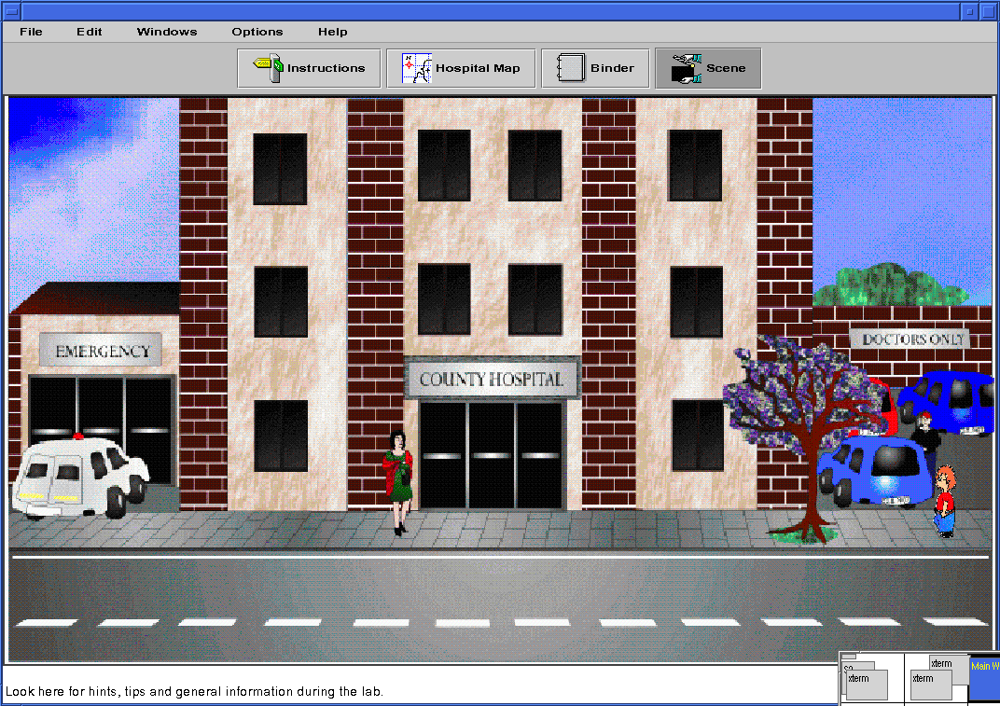 File Edit Windows Options Help
Instructions Hospital Map Binder Scene
EMERGENCY
COUNTY HOSPITAL
DOCTORS ONLY
Look here for hints, tips and general information during the lab.
xterm
xterm
xterm
Main W